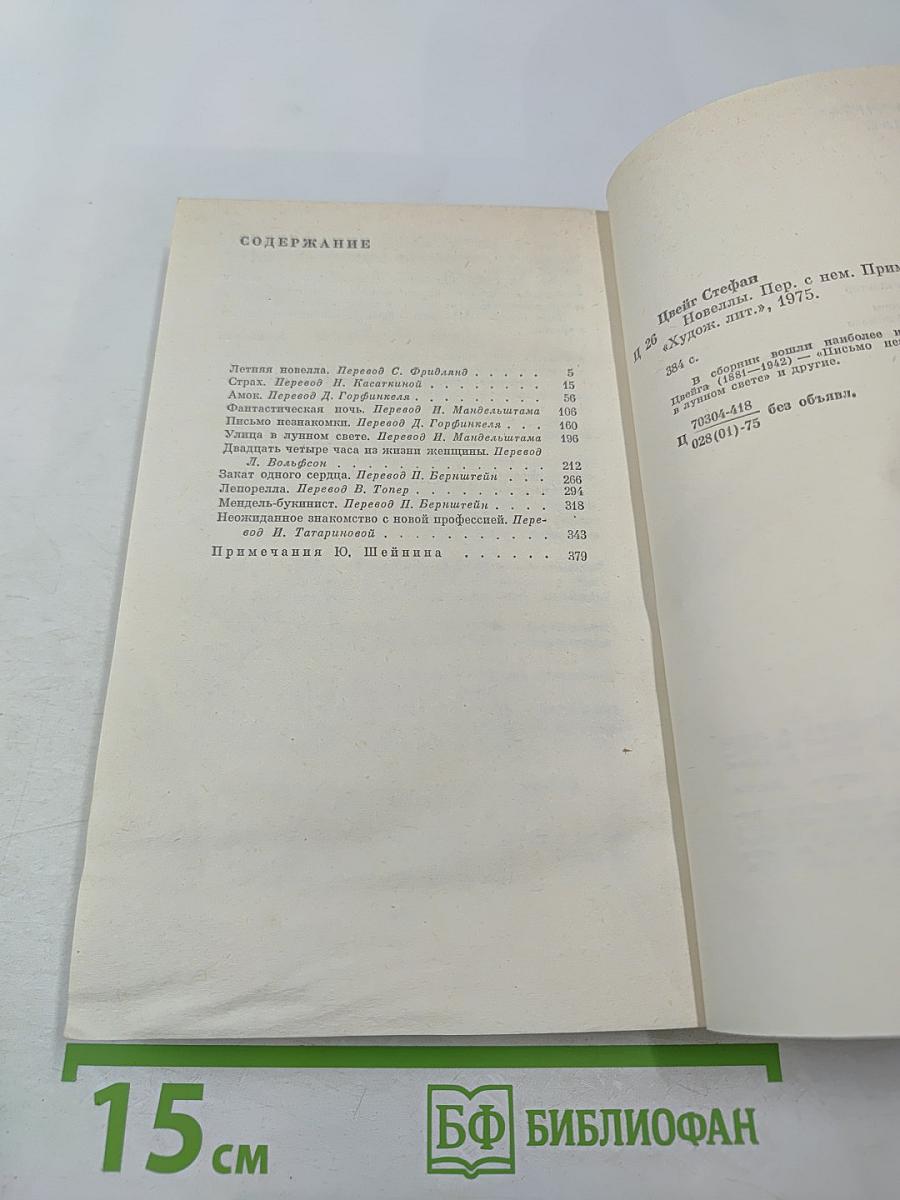 СОДЕРЖАНИЕ
Летняя новелла. Перевод С. Фридлянд . . . . . 5
Страх. Перевод Н. Касаткиной . . . . . . . . 15
Амок. Перевод Д. Горфинкеля . . . . . . . . . 56
Фантастическая ночь. Перевод И. Мандельштама 106
Письмо незнакомки. Перевод Д. Горфинкеля . . . 160
Улица в лунном свете. Перевод И. Мандельштама 196
Двадцать четыре часа из жизни женщины. Перевод
Л. Вольфсон . . . . . . . . . . . . . . 212
Закат одного сердца. Перевод П. Бернштейн . . . 266
Лепорелла. Перевод В. Топер . . . . . . . . . 294
Мендель-букинист. Перевод П. Бернштейн . . . . 318
Неожиданное знакомство с новой профессией. Пере-
вод И. Татариновой . . . . . . . . . . . 343
Примечания Ю. Шейнина . . . . . . 379
Цвейг Стефан
Ц 26 Новеллы. Пер. с нем. Прим
«Худож. лит.», 1975.
384 с.
В сборник вошли наиболее и
Цвейга (1881—1942) — «Письмо не
в лунном свете» и другие.
Ц 70304-418
028(01)-75 без объявл.
15 см
БФ БИБЛИОФАН